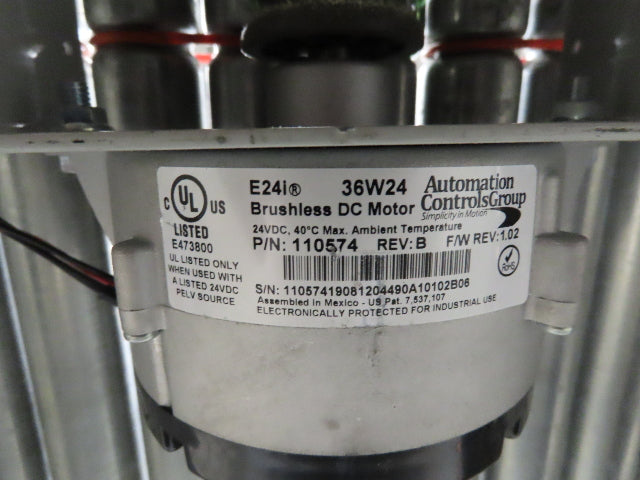 C UL US
LISTED
E473800
UL LISTED ONLY
WHEN USED WITH
A LISTED 24VDC
PELV SOURCE
E24i® 36W24
Brushless DC Motor
Automation
ControlsGroup
Simplicity in Motion
24VDC, 40°C Max. Ambient Temperature
P/N: 110574 REV: B F/W REV: 1.02
RoHS
S/N: 11057419081204490A10102B06
Assembled in Mexico - US Pat. 7,537,107
ELECTRONICALLY PROTECTED FOR INDUSTRIAL USE